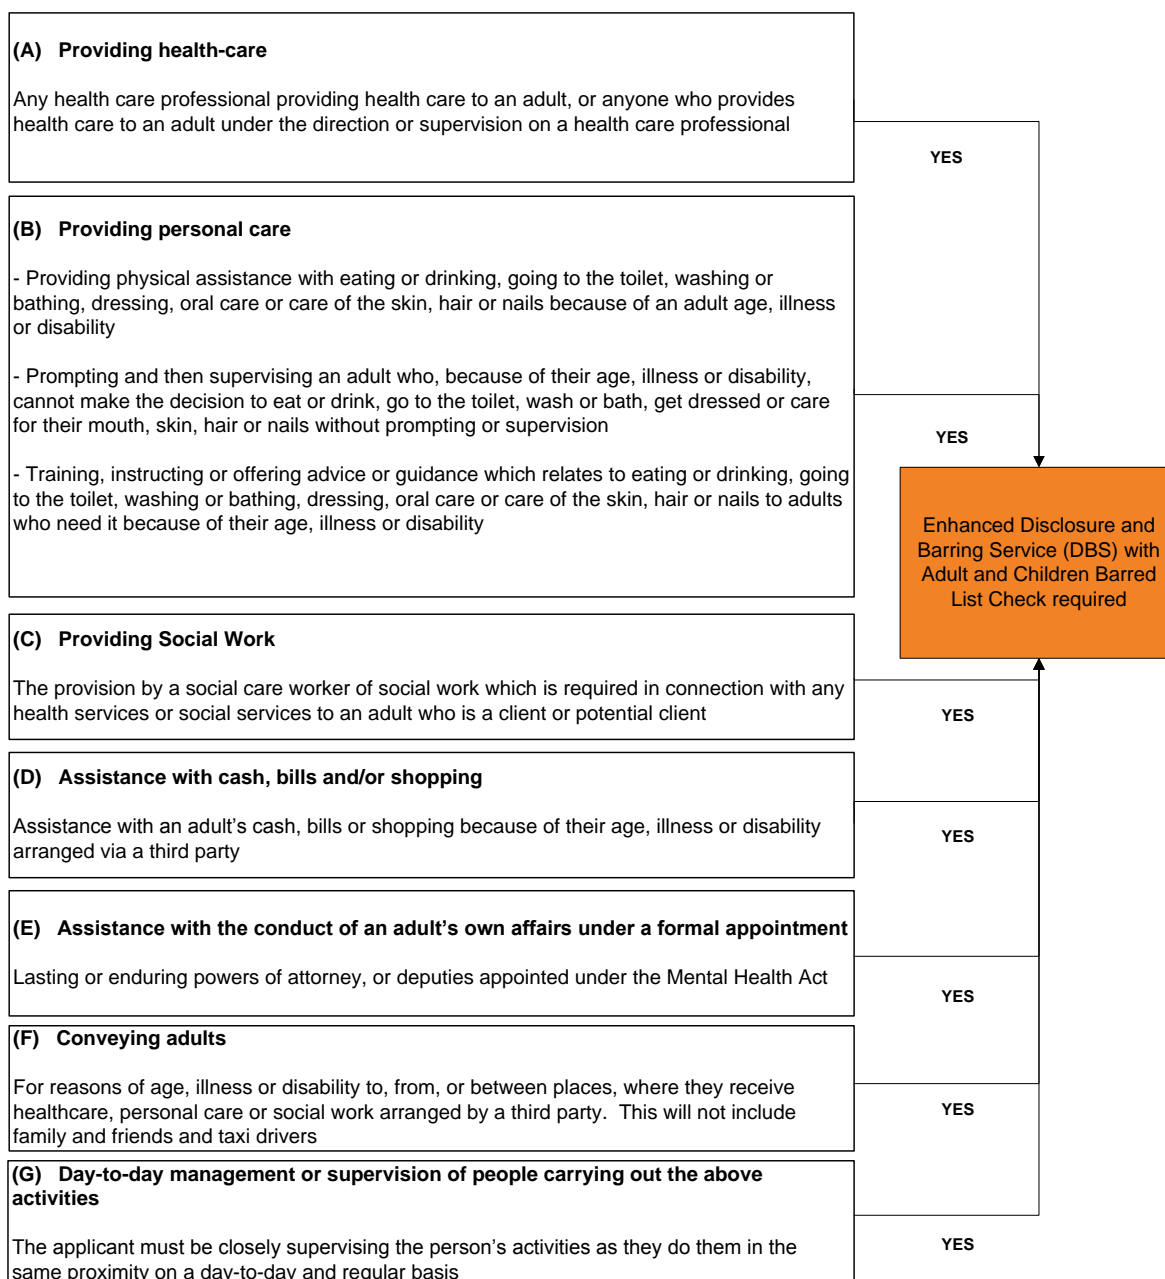 (A) Providing health-care
Any health care professional providing health care to an adult, or anyone who provides
health care to an adult under the direction or supervision on a health care professional
YES
(B) Providing personal care
- Providing physical assistance with eating or drinking, going to the toilet, washing or
bathing, dressing, oral care or care of the skin, hair or nails because of an adult age, illness
or disability
- Prompting and then supervising an adult who, because of their age, illness or disability,
cannot make the decision to eat or drink, go to the toilet, wash or bath, get dressed or care
for their mouth, skin, hair or nails without prompting or supervision
- Training, instructing or offering advice or guidance which relates to eating or drinking, going
to the toilet, washing or bathing, dressing, oral care or care of the skin, hair or nails to adults
who need it because of their age, illness or disability
YES
Enhanced Disclosure and
Barring Service (DBS) with
Adult and Children Barred
List Check required
(C) Providing Social Work
The provision by a social care worker of social work which is required in connection with any
health services or social services to an adult who is a client or potential client
YES
(D) Assistance with cash, bills and/or shopping
Assistance with an adult's cash, bills or shopping because of their age, illness or disability
arranged via a third party
YES
(E) Assistance with the conduct of an adult's own affairs under a formal appointment
Lasting or enduring powers of attorney, or deputies appointed under the Mental Health Act
YES
(F) Conveying adults
For reasons of age, illness or disability to, from, or between places, where they receive
healthcare, personal care or social work arranged by a third party. This will not include
family and friends and taxi drivers
YES
(G) Day-to-day management or supervision of people carrying out the above
activities
The applicant must be closely supervising the person's activities as they do them in the
same proximity on a day-to-day and regular basis
YES